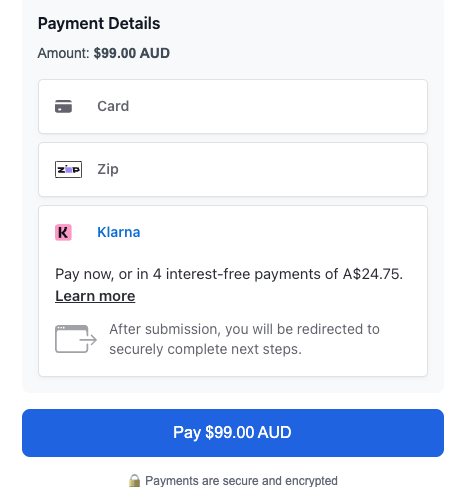 Payment Details
Amount: $99.00 AUD
Card
ZIP Zip
K Klarna
Pay now, or in 4 interest-free payments of A$24.75.
Learn more
After submission, you will be redirected to
securely complete next steps.
Pay $99.00 AUD
Payments are secure and encrypted